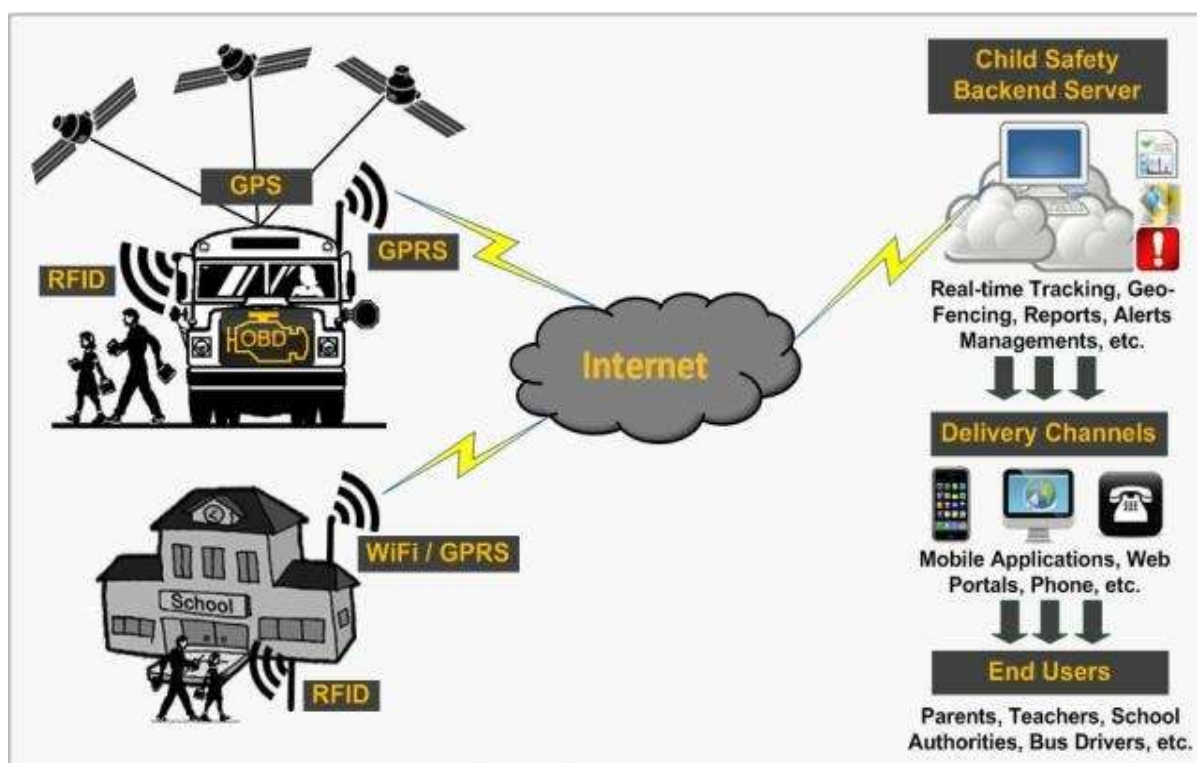 GPS
GPRS
RFID
OBD
Internet
WiFi / GPRS
School
RFID
Child Safety
Backend Server
Real-time Tracking, Geo-
Fencing, Reports, Alerts
Managements, etc.
Delivery Channels
Mobile Applications, Web
Portals, Phone, etc.
End Users
Parents, Teachers, School
Authorities, Bus Drivers, etc.